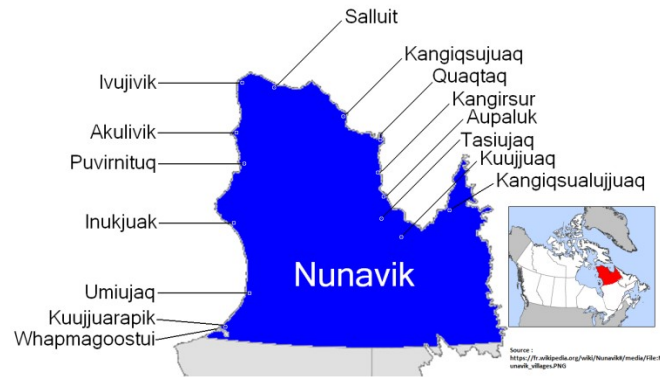 Salluit
Ivujivik
Kangiqsujuaq
Quaqtaq
Kangirsur
Akulivik
Aupaluk
Tasiujaq
Puvirnituq
Kuujjuaq
Kangiqsualujjuaq
Inukjuak
Nunavik
Umiujaq
Kuujjuarapik
Whapmagoostui
Source :
https://fr.wikipedia.org/wiki/Nunavik#/media/File:
unavik_villages.PNG